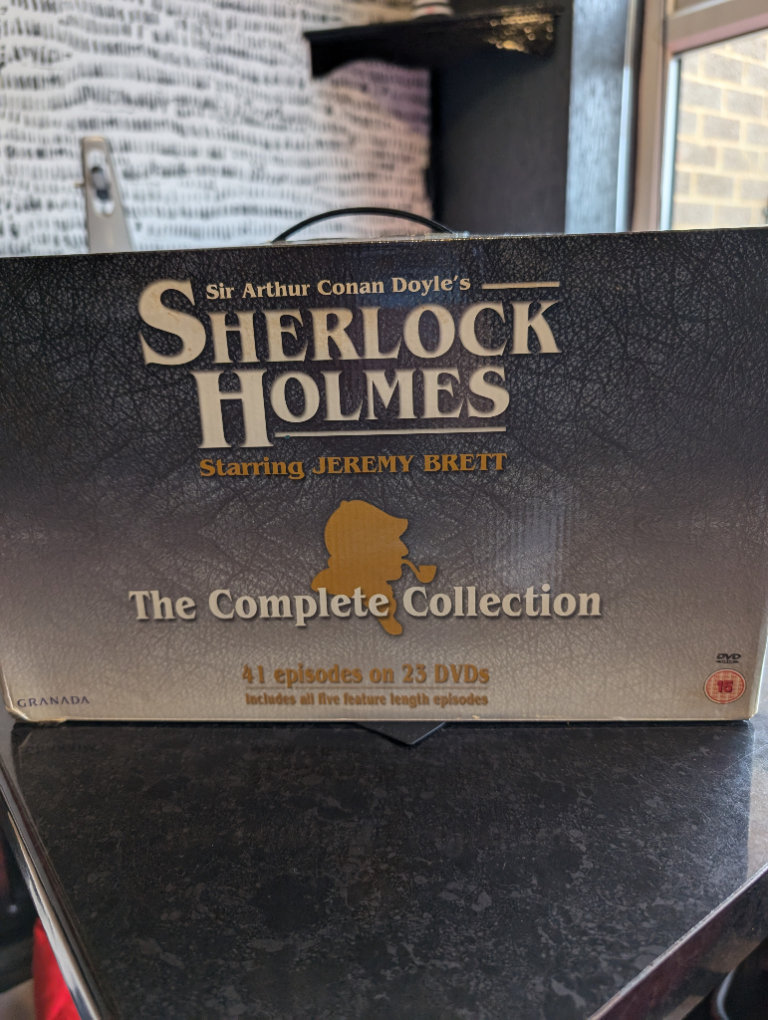 Sir Arthur Conan Doyle's
SHERLOCK
HOLMES
Starring JEREMY BRETT
The Complete Collection
41 episodes on 23 DVDs
Includes all five feature length episodes
GRANADA
DVD
15